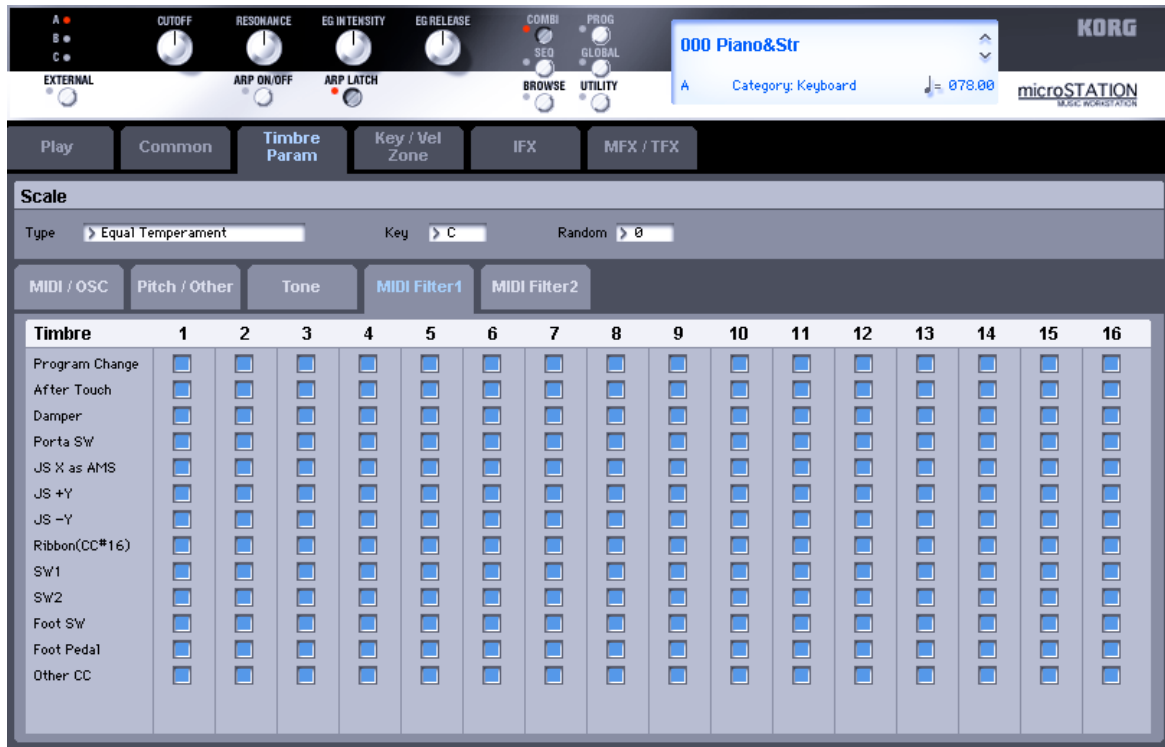 A
B
C
EXTERNAL
CUTOFF RESONANCE EG INTENSITY EG RELEASE
ARP ON/OFF ARP LATCH
COMBI PROG
SEQ GLOBAL
BROWSE UTILITY
000 Piano&Str
A Category: Keyboard ♩= 078.00
KORG
microSTATION
MUSIC WORKSTATION
Play Common Timbre Param Key / Vel Zone IFX MFX / TFX
Scale
Type Equal Temperament Key C Random 0
MIDI / OSC Pitch / Other Tone MIDI Filter1 MIDI Filter2
Timbre 1 2 3 4 5 6 7 8 9 10 11 12 13 14 15 16
Program Change
After Touch
Damper
Porta SW
JS X as AMS
JS +Y
JS -Y
Ribbon(CC#16)
SW1
SW2
Foot SW
Foot Pedal
Other CC